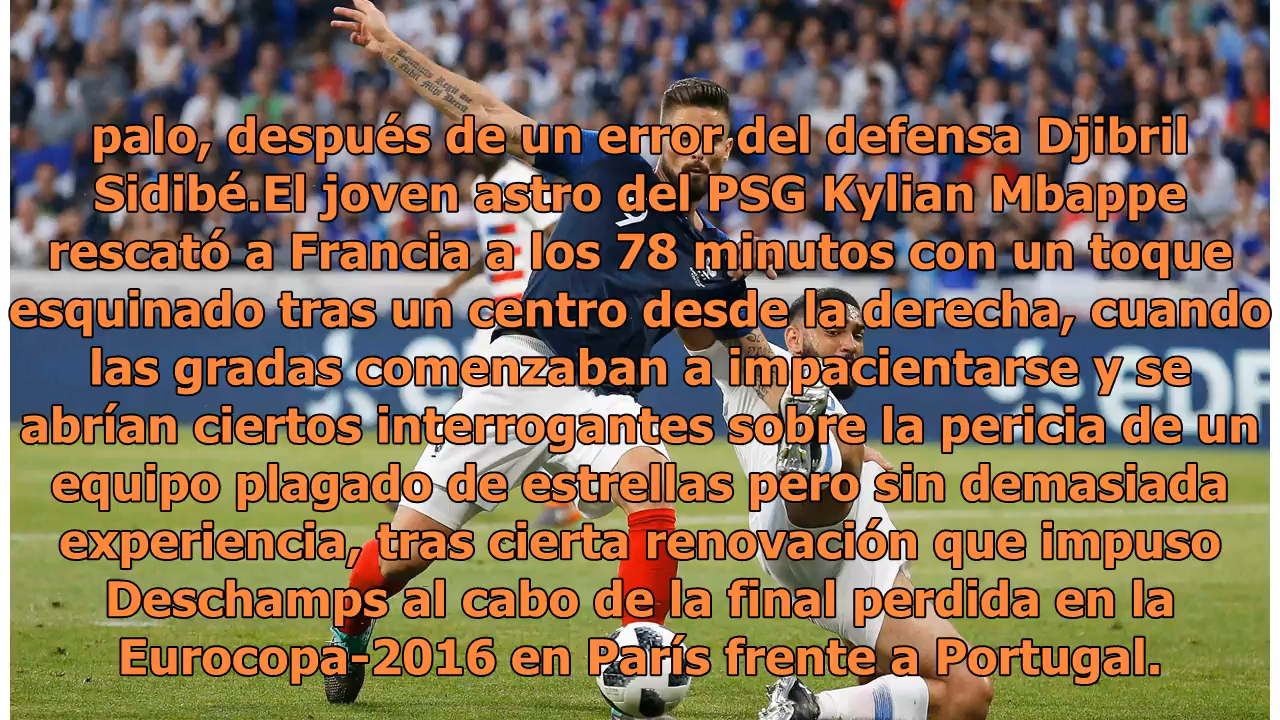 palo, después de un error del defensa Djibril
Sidibé.El joven astro del PSG Kylian Mbappe
rescató a Francia a los 78 minutos con un toque
esquinado tras un centro desde la derecha, cuando
las gradas comenzaban a impacientarse y se
abrían ciertos interrogantes sobre la pericia de un
equipo plagado de estrellas pero sin demasiada
experiencia, tras cierta renovación que impuso
Deschamps al cabo de la final perdida en la
Eurocopa-2016 en París frente a Portugal.